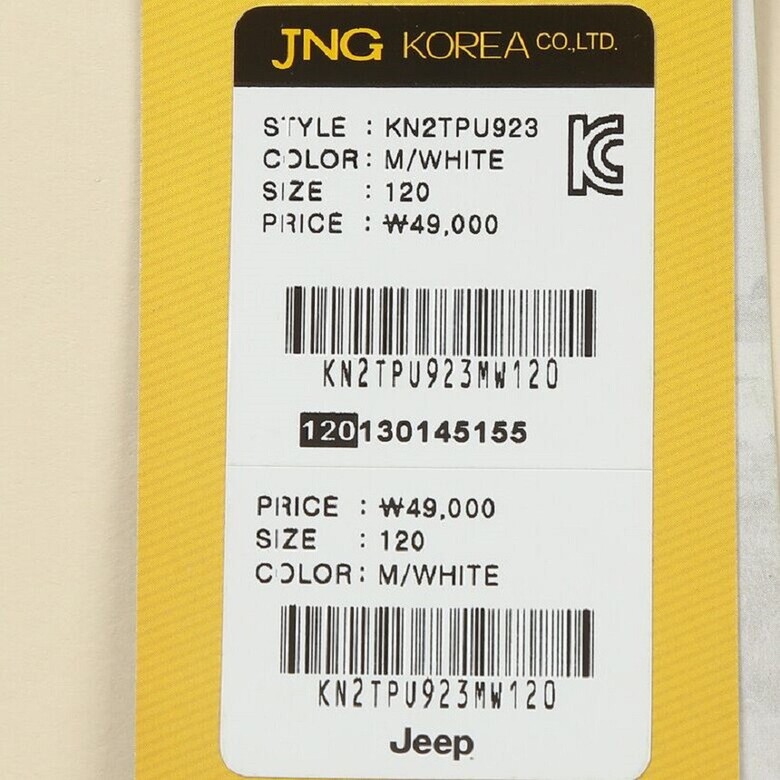 JNG KOREA CO.,LTD.
STYLE : KN2TPU923
COLOR : M/WHITE
SIZE : 120
PRICE : ₩49,000
KC
KN2TPU923MW120
120130145155
PRICE : ₩49,000
SIZE : 120
COLOR : M/WHITE
KN2TPU923MW120
Jeep